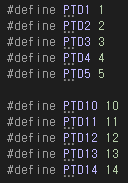 #define PTD1 1
#define PTD2 2
#define PTD3 3
#define PTD4 4
#define PTD5 5
#define PTD10 10
#define PTD11 11
#define PTD12 12
#define PTD13 13
#define PTD14 14